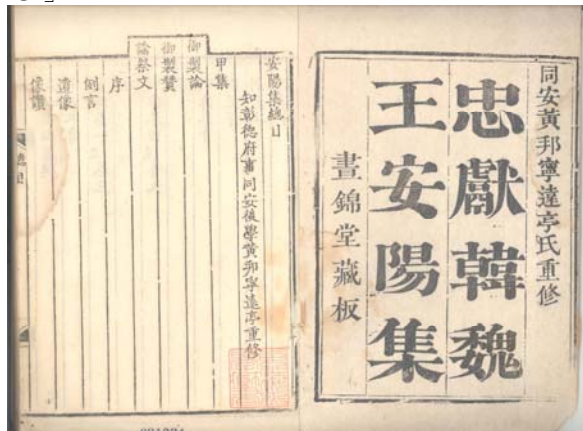 同安黃邦寧遠亭氏重修
忠獻韓魏
王安陽集
晝錦堂藏板
安陽集總目
知彰德府事同安後學黃邦寧遠亭重修
甲集
御製論
御製贊
諭祭文
序
例言
遺像
像讚